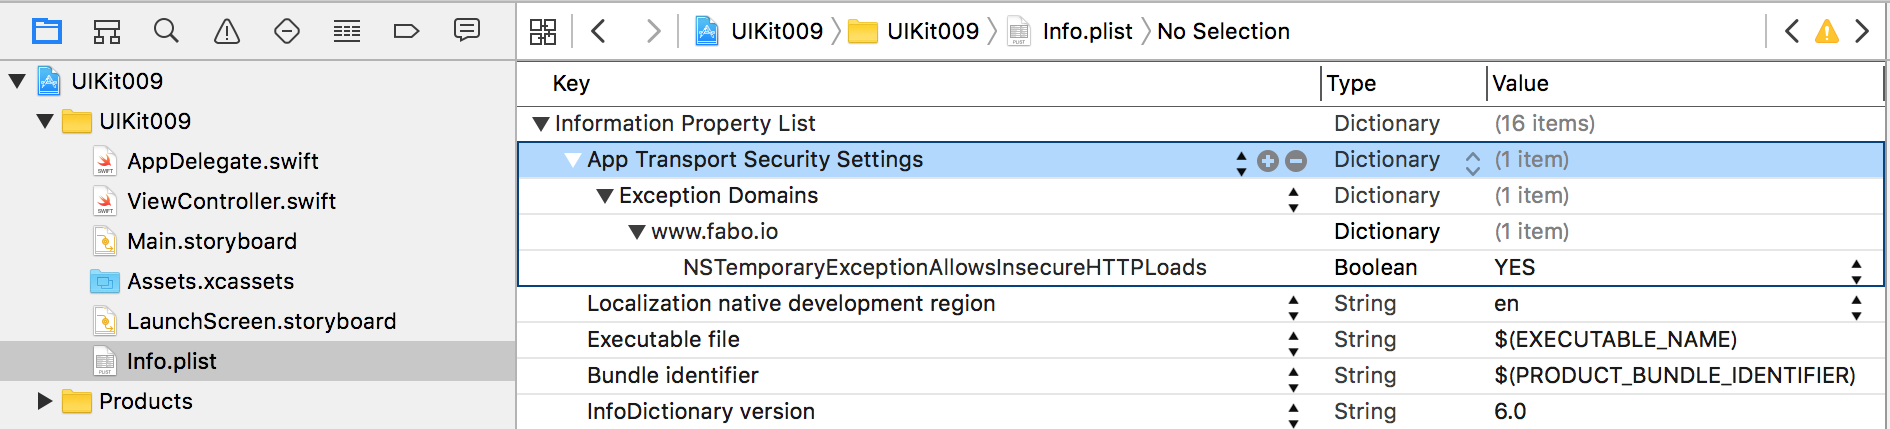 UIKit009 UIKit009 Info.plist No Selection
UIKit009
UIKit009
AppDelegate.swift
ViewController.swift
Main.storyboard
Assets.xcassets
LaunchScreen.storyboard
Info.plist
Products
Key Type Value
Information Property List Dictionary (16 items)
App Transport Security Settings Dictionary (1 item)
Exception Domains Dictionary (1 item)
www.fabo.io Dictionary (1 item)
NSTemporaryExceptionAllowsInsecureHTTPLoads Boolean YES
Localization native development region String en
Executable file String $(EXECUTABLE_NAME)
Bundle identifier String $(PRODUCT_BUNDLE_IDENTIFIER)
InfoDictionary version String 6.0